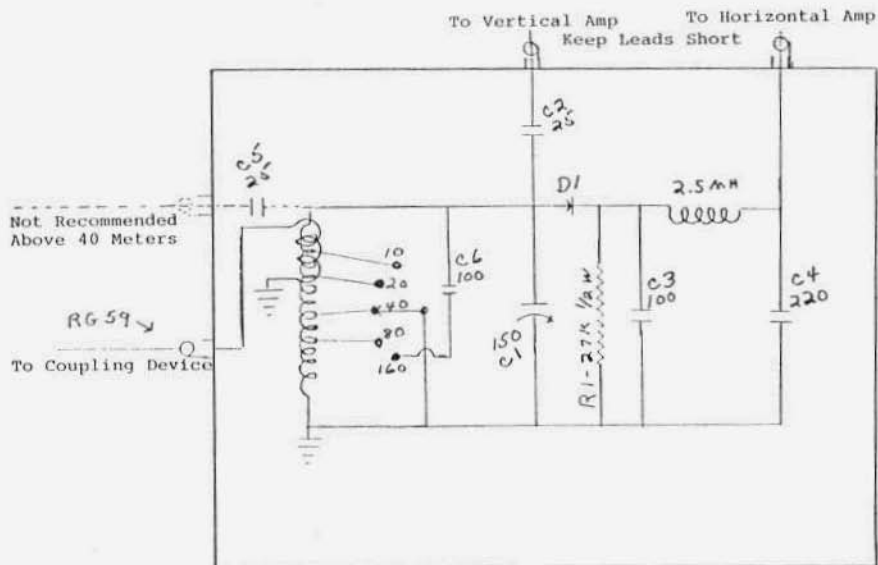 To Vertical Amp
To Horizontal Amp
Keep Leads Short
C2
25
C5
25
D1
2.5 MH
Not Recommended
Above 40 Meters
10
20
40
80
160
C6
100
C3
100
C4
220
RG 59
To Coupling Device
150
C1
R1-27K 1/2W